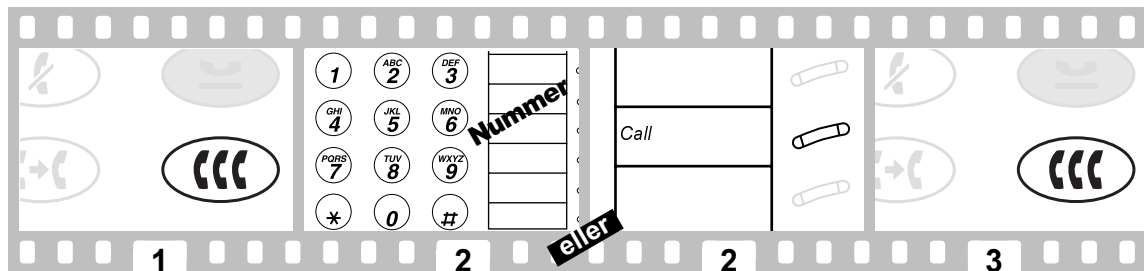 1
ABC
2
DEF
3
GHI
4
JKL
5
MNO
6
PQRS
7
TUV
8
WXYZ
9
*
0
#
Nummer
eller
Call
1
2
2
3